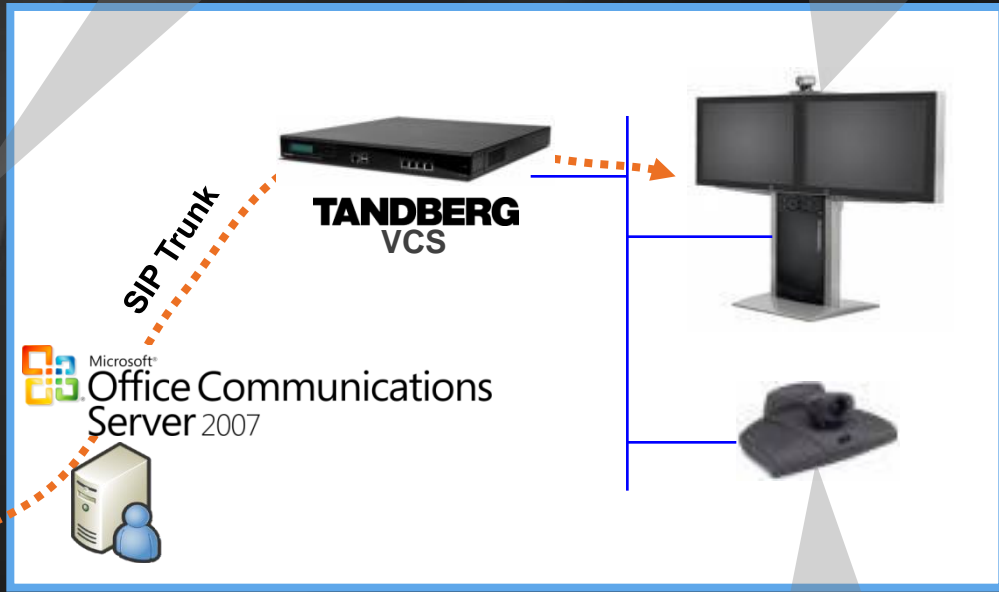 TANDBERG
VCS
SIP Trunk
Microsoft®
Office Communications
Server 2007